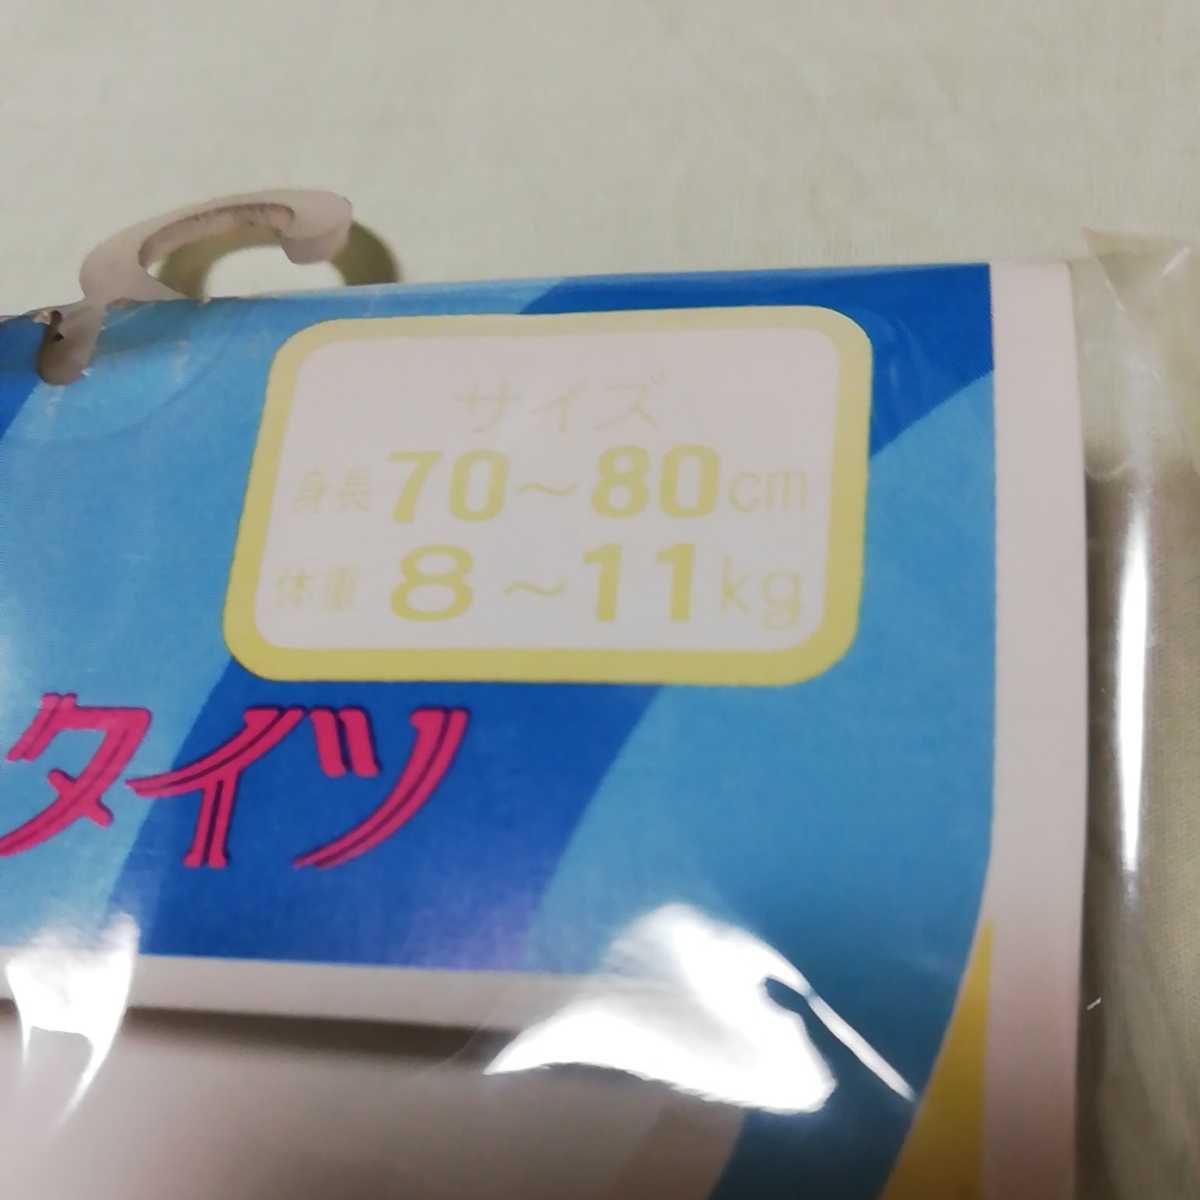 サイズ
身長 70～80cm
体重 8～11kg
タイツ